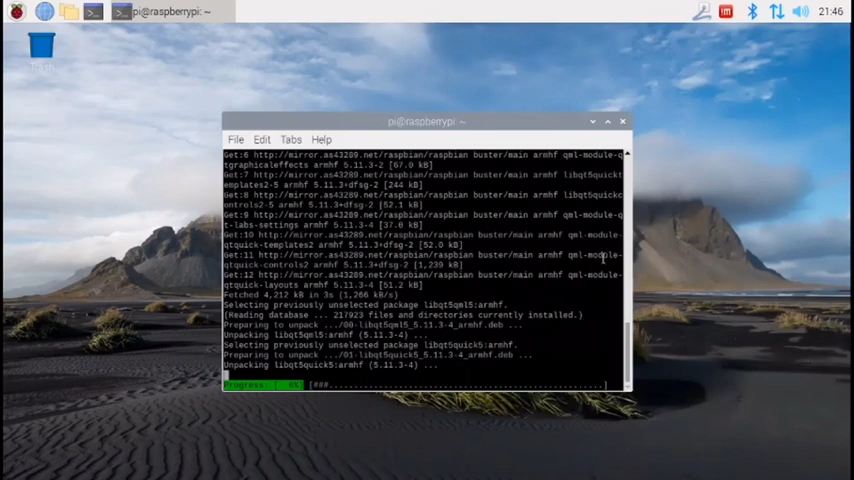 pi@raspberrypi: ~
21:46
Trash
pi@raspberrypi: ~
File Edit Tabs Help
Get:6 http://mirror.as43289.net/raspbian/raspbian buster/main armhf qml-module-q
tgraphicaleffects armhf 5.11.3-2 [67.0 kB]
Get:7 http://mirror.as43289.net/raspbian/raspbian buster/main armhf libqt5quickt
emplates2-5 armhf 5.11.3+dfsg-2 [244 kB]
Get:8 http://mirror.as43289.net/raspbian/raspbian buster/main armhf libqt5quickc
ontrols2-5 armhf 5.11.3+dfsg-2 [52.1 kB]
Get:9 http://mirror.as43289.net/raspbian/raspbian buster/main armhf qml-module-q
t-labs-settings armhf 5.11.3-4 [37.0 kB]
Get:10 http://mirror.as43289.net/raspbian/raspbian buster/main armhf qml-module-
qtquick-templates2 armhf 5.11.3+dfsg-2 [52.0 kB]
Get:11 http://mirror.as43289.net/raspbian/raspbian buster/main armhf qml-module-
qtquick-controls2 armhf 5.11.3+dfsg-2 [1,239 kB]
Get:12 http://mirror.as43289.net/raspbian/raspbian buster/main armhf qml-module-
qtquick-layouts armhf 5.11.3-4 [51.2 kB]
Fetched 4,212 kB in 3s (1,266 kB/s)
Selecting previously unselected package libqt5qml5:armhf.
(Reading database ... 217923 files and directories currently installed.)
Preparing to unpack .../00-libqt5qml5_5.11.3-4_armhf.deb ...
Unpacking libqt5qml5:armhf (5.11.3-4) ...
Selecting previously unselected package libqt5quick5:armhf.
Preparing to unpack .../01-libqt5quick5_5.11.3-4_armhf.deb ...
Unpacking libqt5quick5:armhf (5.11.3-4) ...
Progress: [  6%] [###.......................................................]